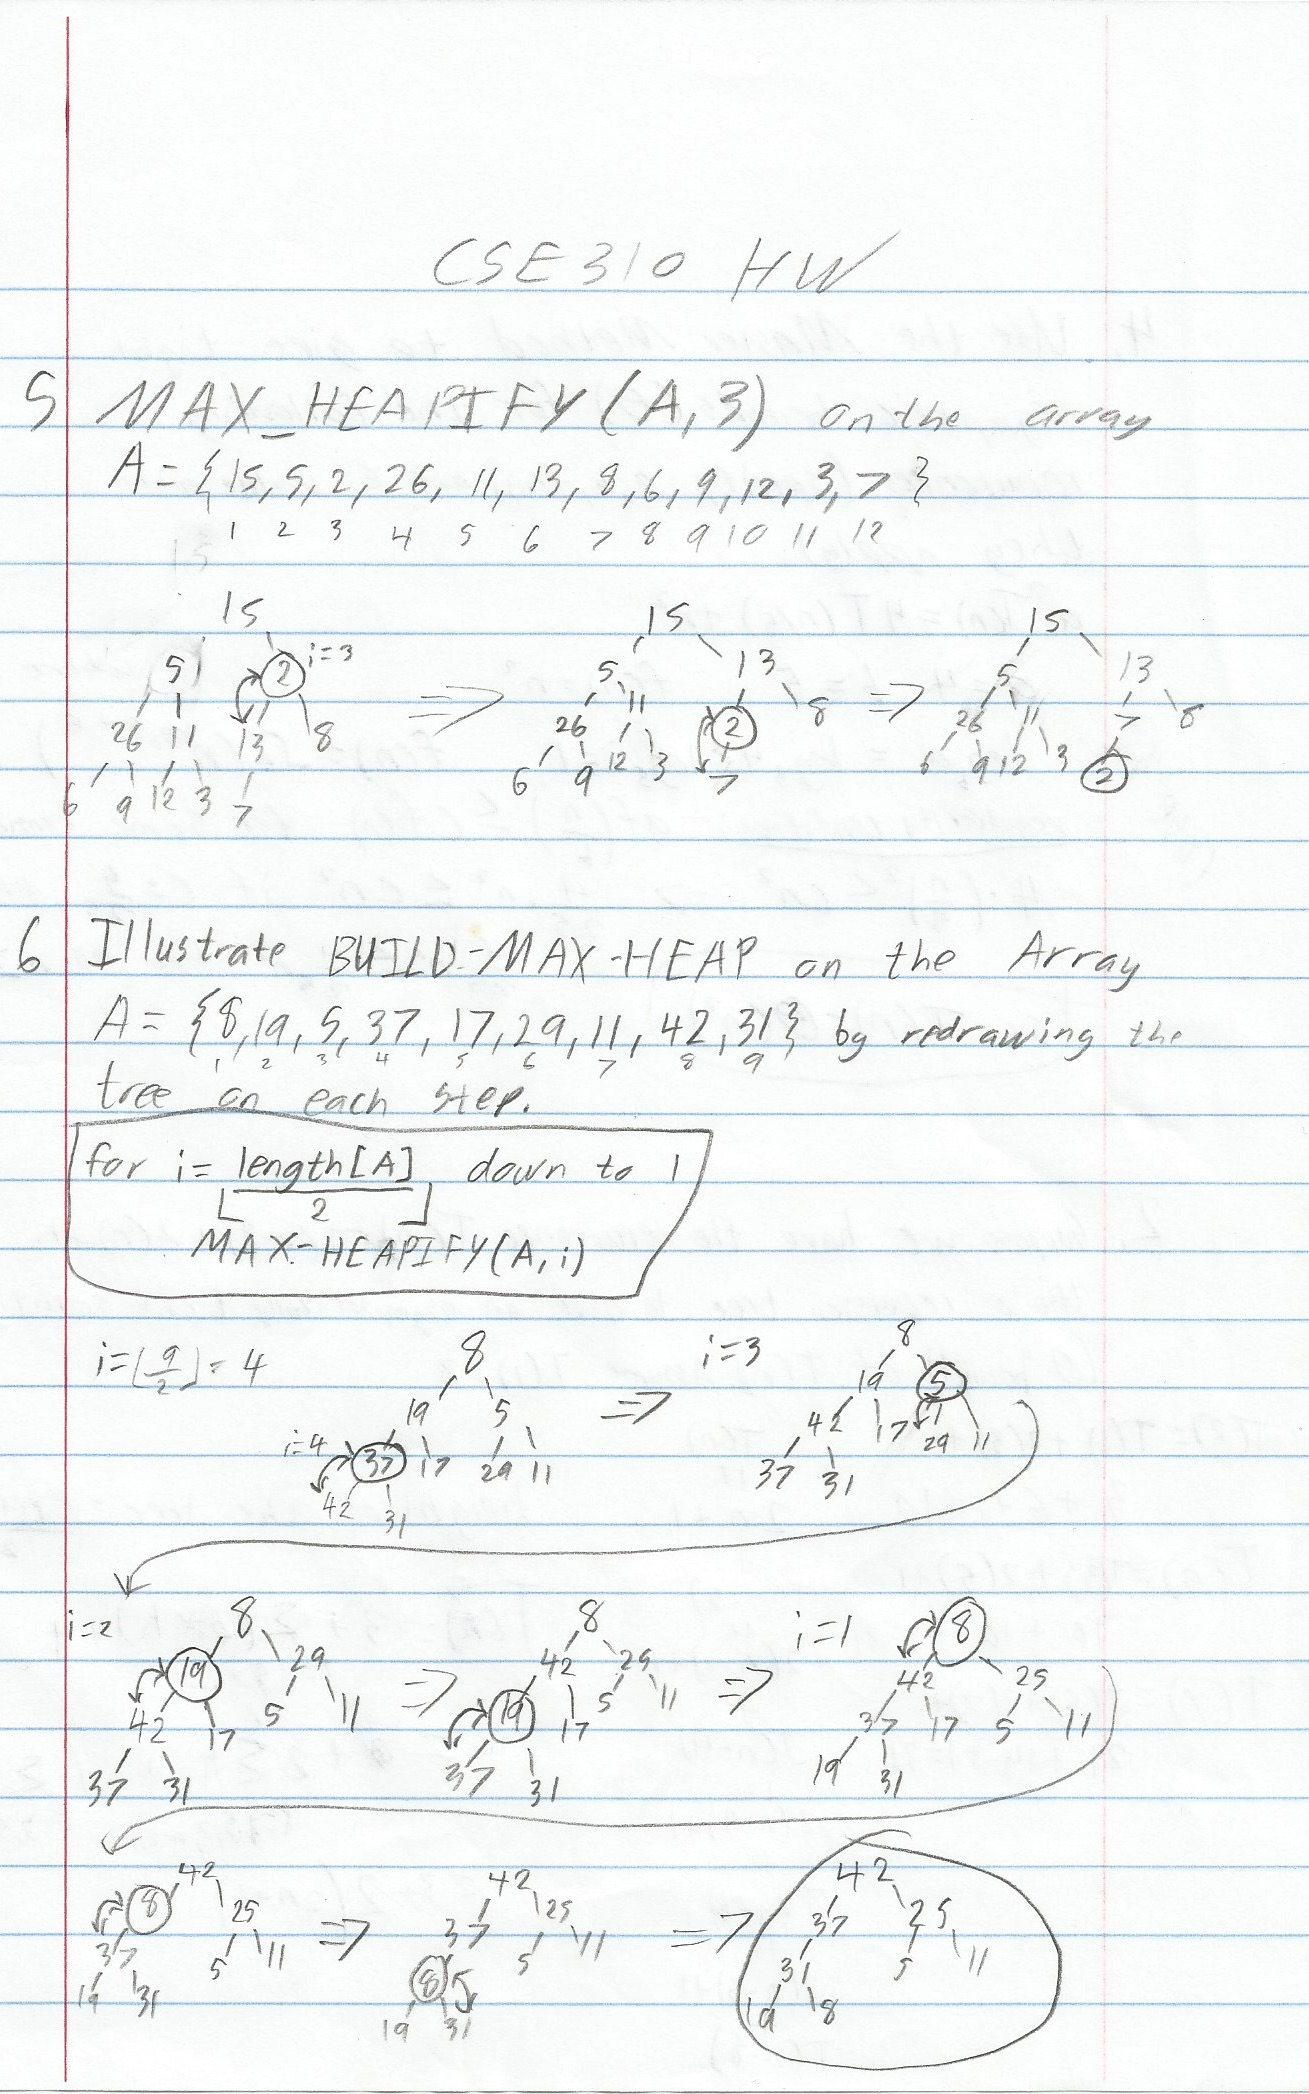 CSE310 HW
5 MAX_HEAPIFY(A,3) on the array
A = {15, 5, 2, 26, 11, 13, 8, 6, 9, 12, 3, 7 }
1 2 3 4 5 6 7 8 9 10 11 12
15 15 15
5 2 i=3 5 13 5 13
26 11 13 8 26 11 2 8 26 11 7 8
6 9 12 3 7 6 9 12 3 7 6 9 12 3 2
6 Illustrate BUILD-MAX-HEAP on the Array
A = {8, 19, 5, 37, 17, 29, 11, 42, 31} by redrawing the
1 2 3 4 5 6 7 8 9
tree on each step.
for i = ⌊length[A]/2⌋ down to 1
MAX-HEAPIFY(A, i)
i=⌊9/2⌋ = 4 8 ⇒ i=3 8
19 5 19 5
i=4 37 17 29 11 42 17 29 11
42 31 37 31
i=2 8 8 i=1 8
19 29 ⇒ 42 25 ⇒ 42 25
42 17 5 11 19 17 5 11 37 17 5 11
37 31 37 31 19 31
42 42 42
8 25 ⇒ 37 25 ⇒ 37 25
37 5 11 8 5 11 31 5 11
19 31 19 31 19 8